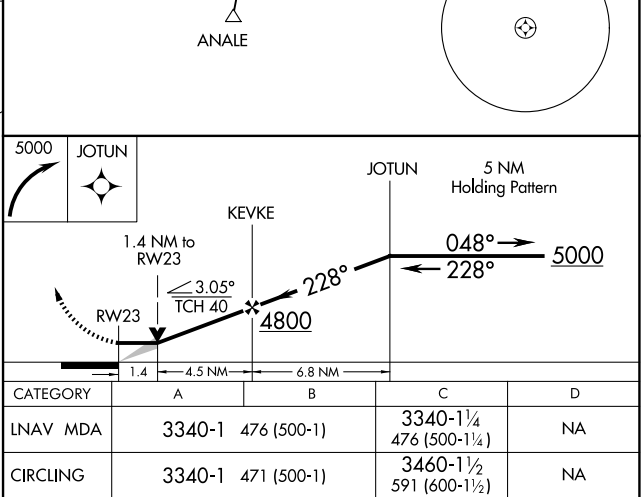 ANALE
5000 JOTUN
JOTUN
5 NM
Holding Pattern
KEVKE
1.4 NM to
RW23
048°
5000
228°
228°
3.05°
TCH 40
RW23
4800
1.4 4.5 NM 6.8 NM
CATEGORY A B C D
LNAV MDA 3340-1 476 (500-1) 3340-1¼ NA
476 (500-1¼)
CIRCLING 3340-1 471 (500-1) 3460-1½ NA
591 (600-1½)